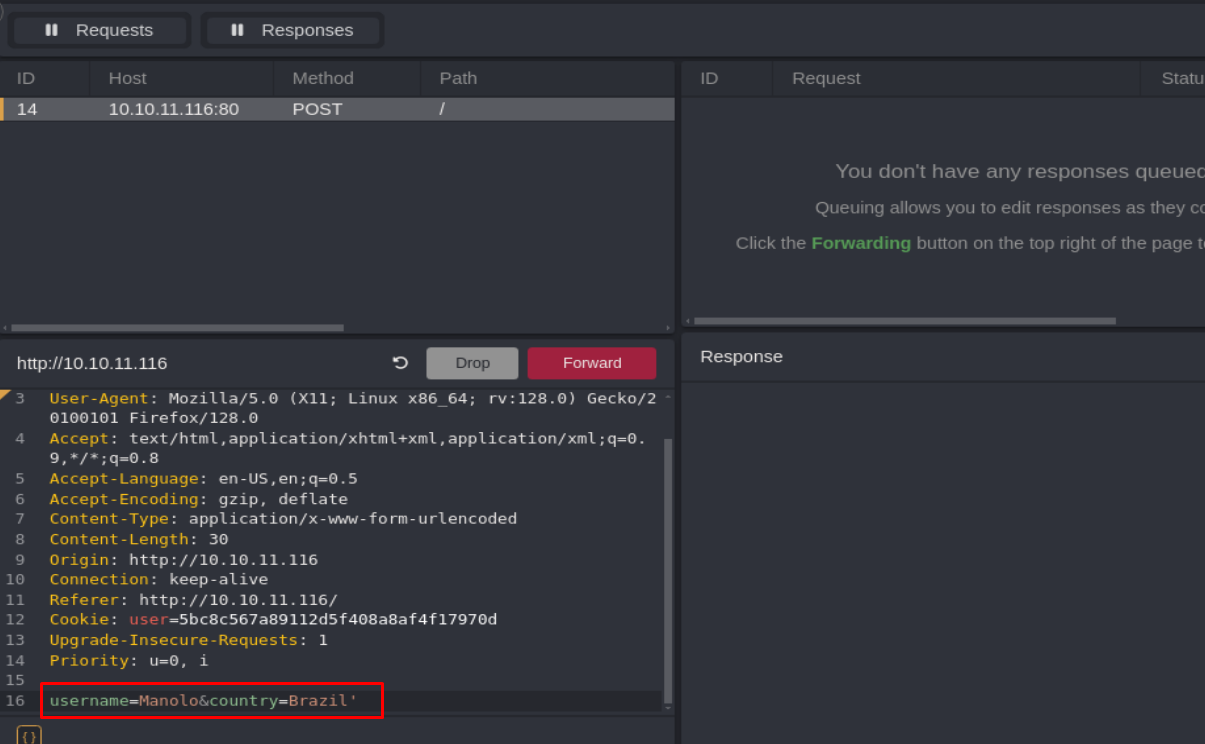 Requests Responses
ID Host Method Path
14 10.10.11.116:80 POST /
ID Request Statu
You don't have any responses queued
Queuing allows you to edit responses as they co
Click the Forwarding button on the top right of the page t
http://10.10.11.116 Drop Forward
3 User-Agent: Mozilla/5.0 (X11; Linux x86_64; rv:128.0) Gecko/2
0100101 Firefox/128.0
4 Accept: text/html,application/xhtml+xml,application/xml;q=0.
9,*/*;q=0.8
5 Accept-Language: en-US,en;q=0.5
6 Accept-Encoding: gzip, deflate
7 Content-Type: application/x-www-form-urlencoded
8 Content-Length: 30
9 Origin: http://10.10.11.116
10 Connection: keep-alive
11 Referer: http://10.10.11.116/
12 Cookie: user=5bc8c567a89112d5f408a8af4f17970d
13 Upgrade-Insecure-Requests: 1
14 Priority: u=0, i
15
16 username=Manolo&country=Brazil'
{}
Response